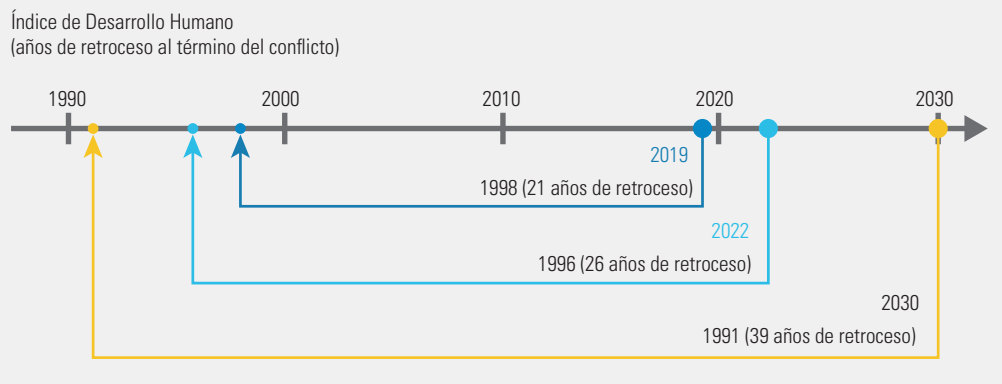 Índice de Desarrollo Humano
(años de retroceso al término del conflicto)
1990 2000 2010 2020 2030
2019
1998 (21 años de retroceso)
2022
1996 (26 años de retroceso)
2030
1991 (39 años de retroceso)